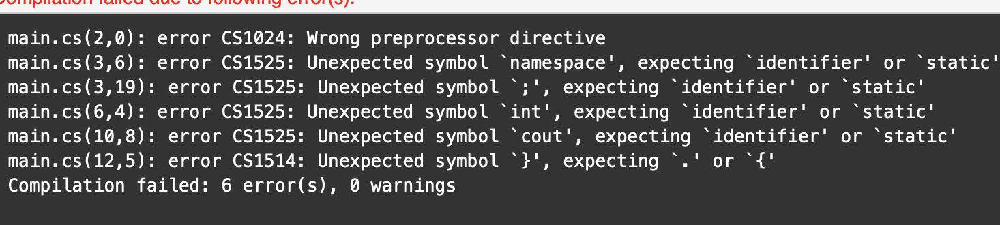 Compilation failed due to following error(s).
main.cs(2,0): error CS1024: Wrong preprocessor directive
main.cs(3,6): error CS1525: Unexpected symbol `namespace', expecting `identifier' or `static'
main.cs(3,19): error CS1525: Unexpected symbol `;', expecting `identifier' or `static'
main.cs(6,4): error CS1525: Unexpected symbol `int', expecting `identifier' or `static'
main.cs(10,8): error CS1525: Unexpected symbol `cout', expecting `identifier' or `static'
main.cs(12,5): error CS1514: Unexpected symbol `}', expecting `.' or `{'
Compilation failed: 6 error(s), 0 warnings